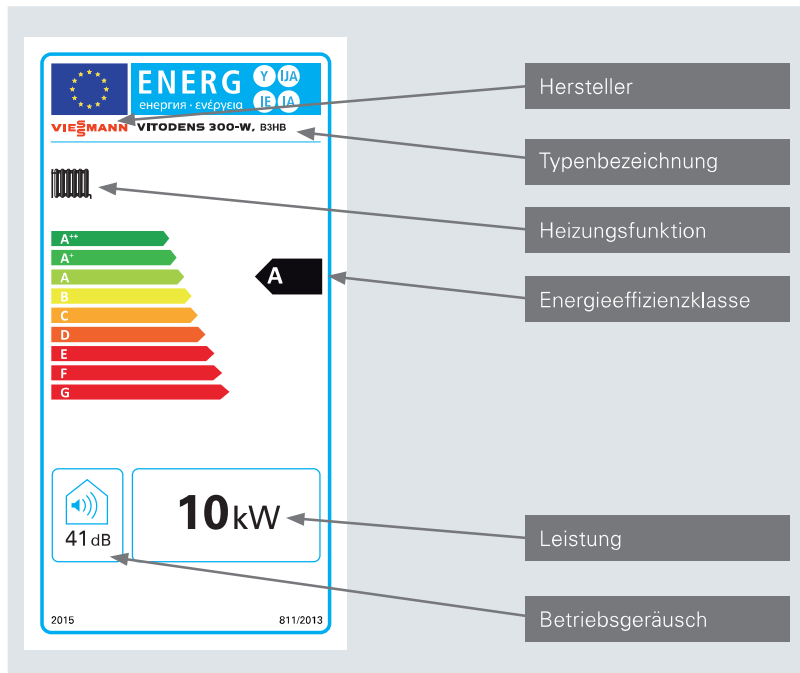 ENERG Y IJA
енергия · ενέργεια IE IA
VIESSMANN VITODENS 300-W, B3HB
A++
A+
A
B
C
D
E
F
G
A
41 dB
10 kW
2015 811/2013
Hersteller
Typenbezeichnung
Heizungsfunktion
Energieeffizienzklasse
Leistung
Betriebsgeräusch